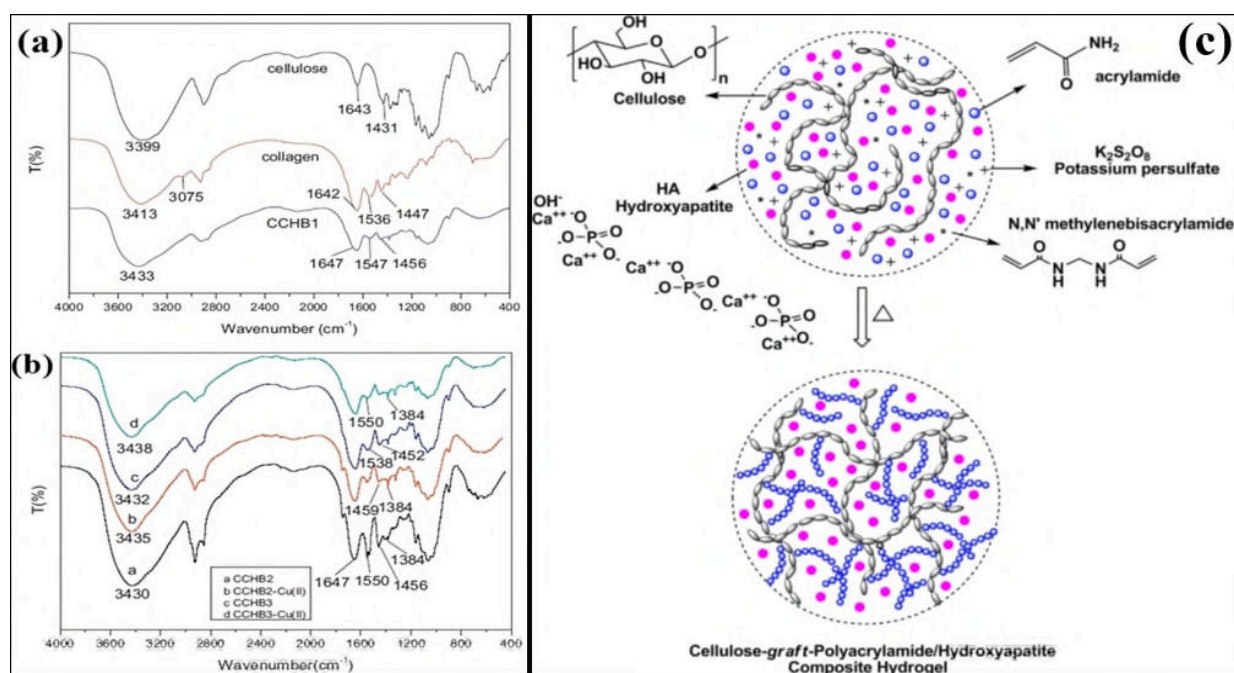 (a)
cellulose
1643
1431
3399
collagen
3075
3413
1642
1536
1447
CCHB1
3433
1647
1547
1456
T(%)
4000 3600 3200 2800 2400 2000 1600 1200 800 400
Wavenumber (cm-1)
(b)
d
3438
1550
1384
c
3432
1538
1452
b
3435
1459
1384
a
3430
1647
1550
1456
1384
a CCHB2
b CCHB2-Cu(II)
c CCHB3
d CCHB3-Cu(II)
T(%)
4000 3600 3200 2800 2400 2000 1600 1200 800 400
Wavenumber (cm-1)
(c)
OH
O
HO
OH
O
n
Cellulose
NH2
O
acrylamide
K2S2O8
Potassium persulfate
HA
Hydroxyapatite
N,N' methylenebisacrylamide
O
N
H
N
H
O
OH-
Ca++ -O
-O P O
O-
Ca++
Ca++ -O
-O P O
O-
Ca++ -O
-O P O
O-
Ca++
△
Cellulose-graft-Polyacrylamide/Hydroxyapatite
Composite Hydrogel